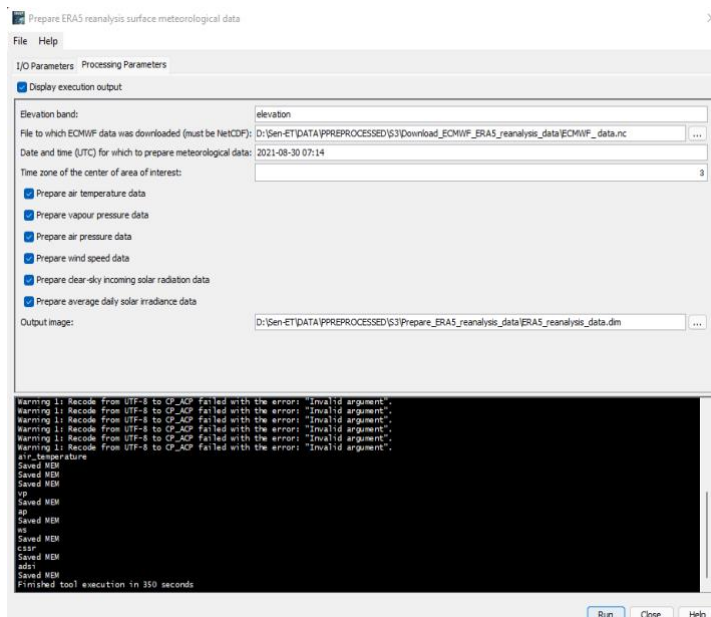 Prepare ERA5 reanalysis surface meteorological data
File Help
I/O Parameters Processing Parameters
Display execution output
Elevation band: elevation
File to which ECMWF data was downloaded (must be NetCDF): D:\Sen-ET\DATA\PPREPROCESSED\S3\Download_ECMWF_ERA5_reanalysis_data\ECMWF_ data.nc ...
Date and time (UTC) for which to prepare meteorological data: 2021-08-30 07:14
Time zone of the center of area of interest: 3
Prepare air temperature data
Prepare vapour pressure data
Prepare air pressure data
Prepare wind speed data
Prepare clear-sky incoming solar radiation data
Prepare average daily solar irradiance data
Output image: D:\Sen-ET\DATA\PPREPROCESSED\S3\Prepare_ERA5_reanalysis_data\ERA5_reanalysis_data.dim ...
Warning 1: Recode from UTF-8 to CP_ACP failed with the error: "Invalid argument".
Warning 1: Recode from UTF-8 to CP_ACP failed with the error: "Invalid argument".
Warning 1: Recode from UTF-8 to CP_ACP failed with the error: "Invalid argument".
Warning 1: Recode from UTF-8 to CP_ACP failed with the error: "Invalid argument".
Warning 1: Recode from UTF-8 to CP_ACP failed with the error: "Invalid argument".
Warning 1: Recode from UTF-8 to CP_ACP failed with the error: "Invalid argument".
air_temperature
Saved MEM
Saved MEM
Saved MEM
vp
Saved MEM
ap
Saved MEM
ws
Saved MEM
cssr
Saved MEM
adsi
Saved MEM
Finished tool execution in 350 seconds
Run Close Help